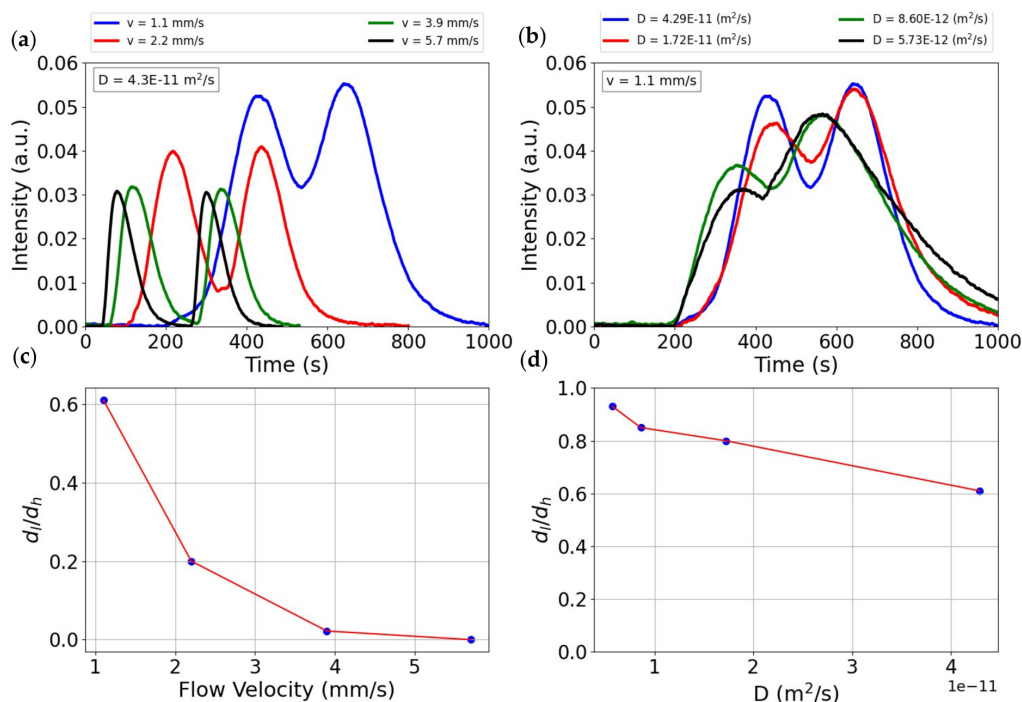 (a)
v = 1.1 mm/s
v = 2.2 mm/s
v = 3.9 mm/s
v = 5.7 mm/s
D = 4.3E-11 m²/s
Intensity (a.u.)
0.06
0.05
0.04
0.03
0.02
0.01
0.00
0 200 400 600 800 1000
Time (s)
(b)
D = 4.29E-11 (m²/s)
D = 1.72E-11 (m²/s)
D = 8.60E-12 (m²/s)
D = 5.73E-12 (m²/s)
v = 1.1 mm/s
Intensity (a.u.)
0.06
0.05
0.04
0.03
0.02
0.01
0.00
0 200 400 600 800 1000
Time (s)
(c)
dₗ/dₕ
0.6
0.4
0.2
0.0
1 2 3 4 5
Flow Velocity (mm/s)
(d)
dₗ/dₕ
1.0
0.8
0.6
0.4
0.2
0.0
1 2 3 4
1e−11
D (m²/s)